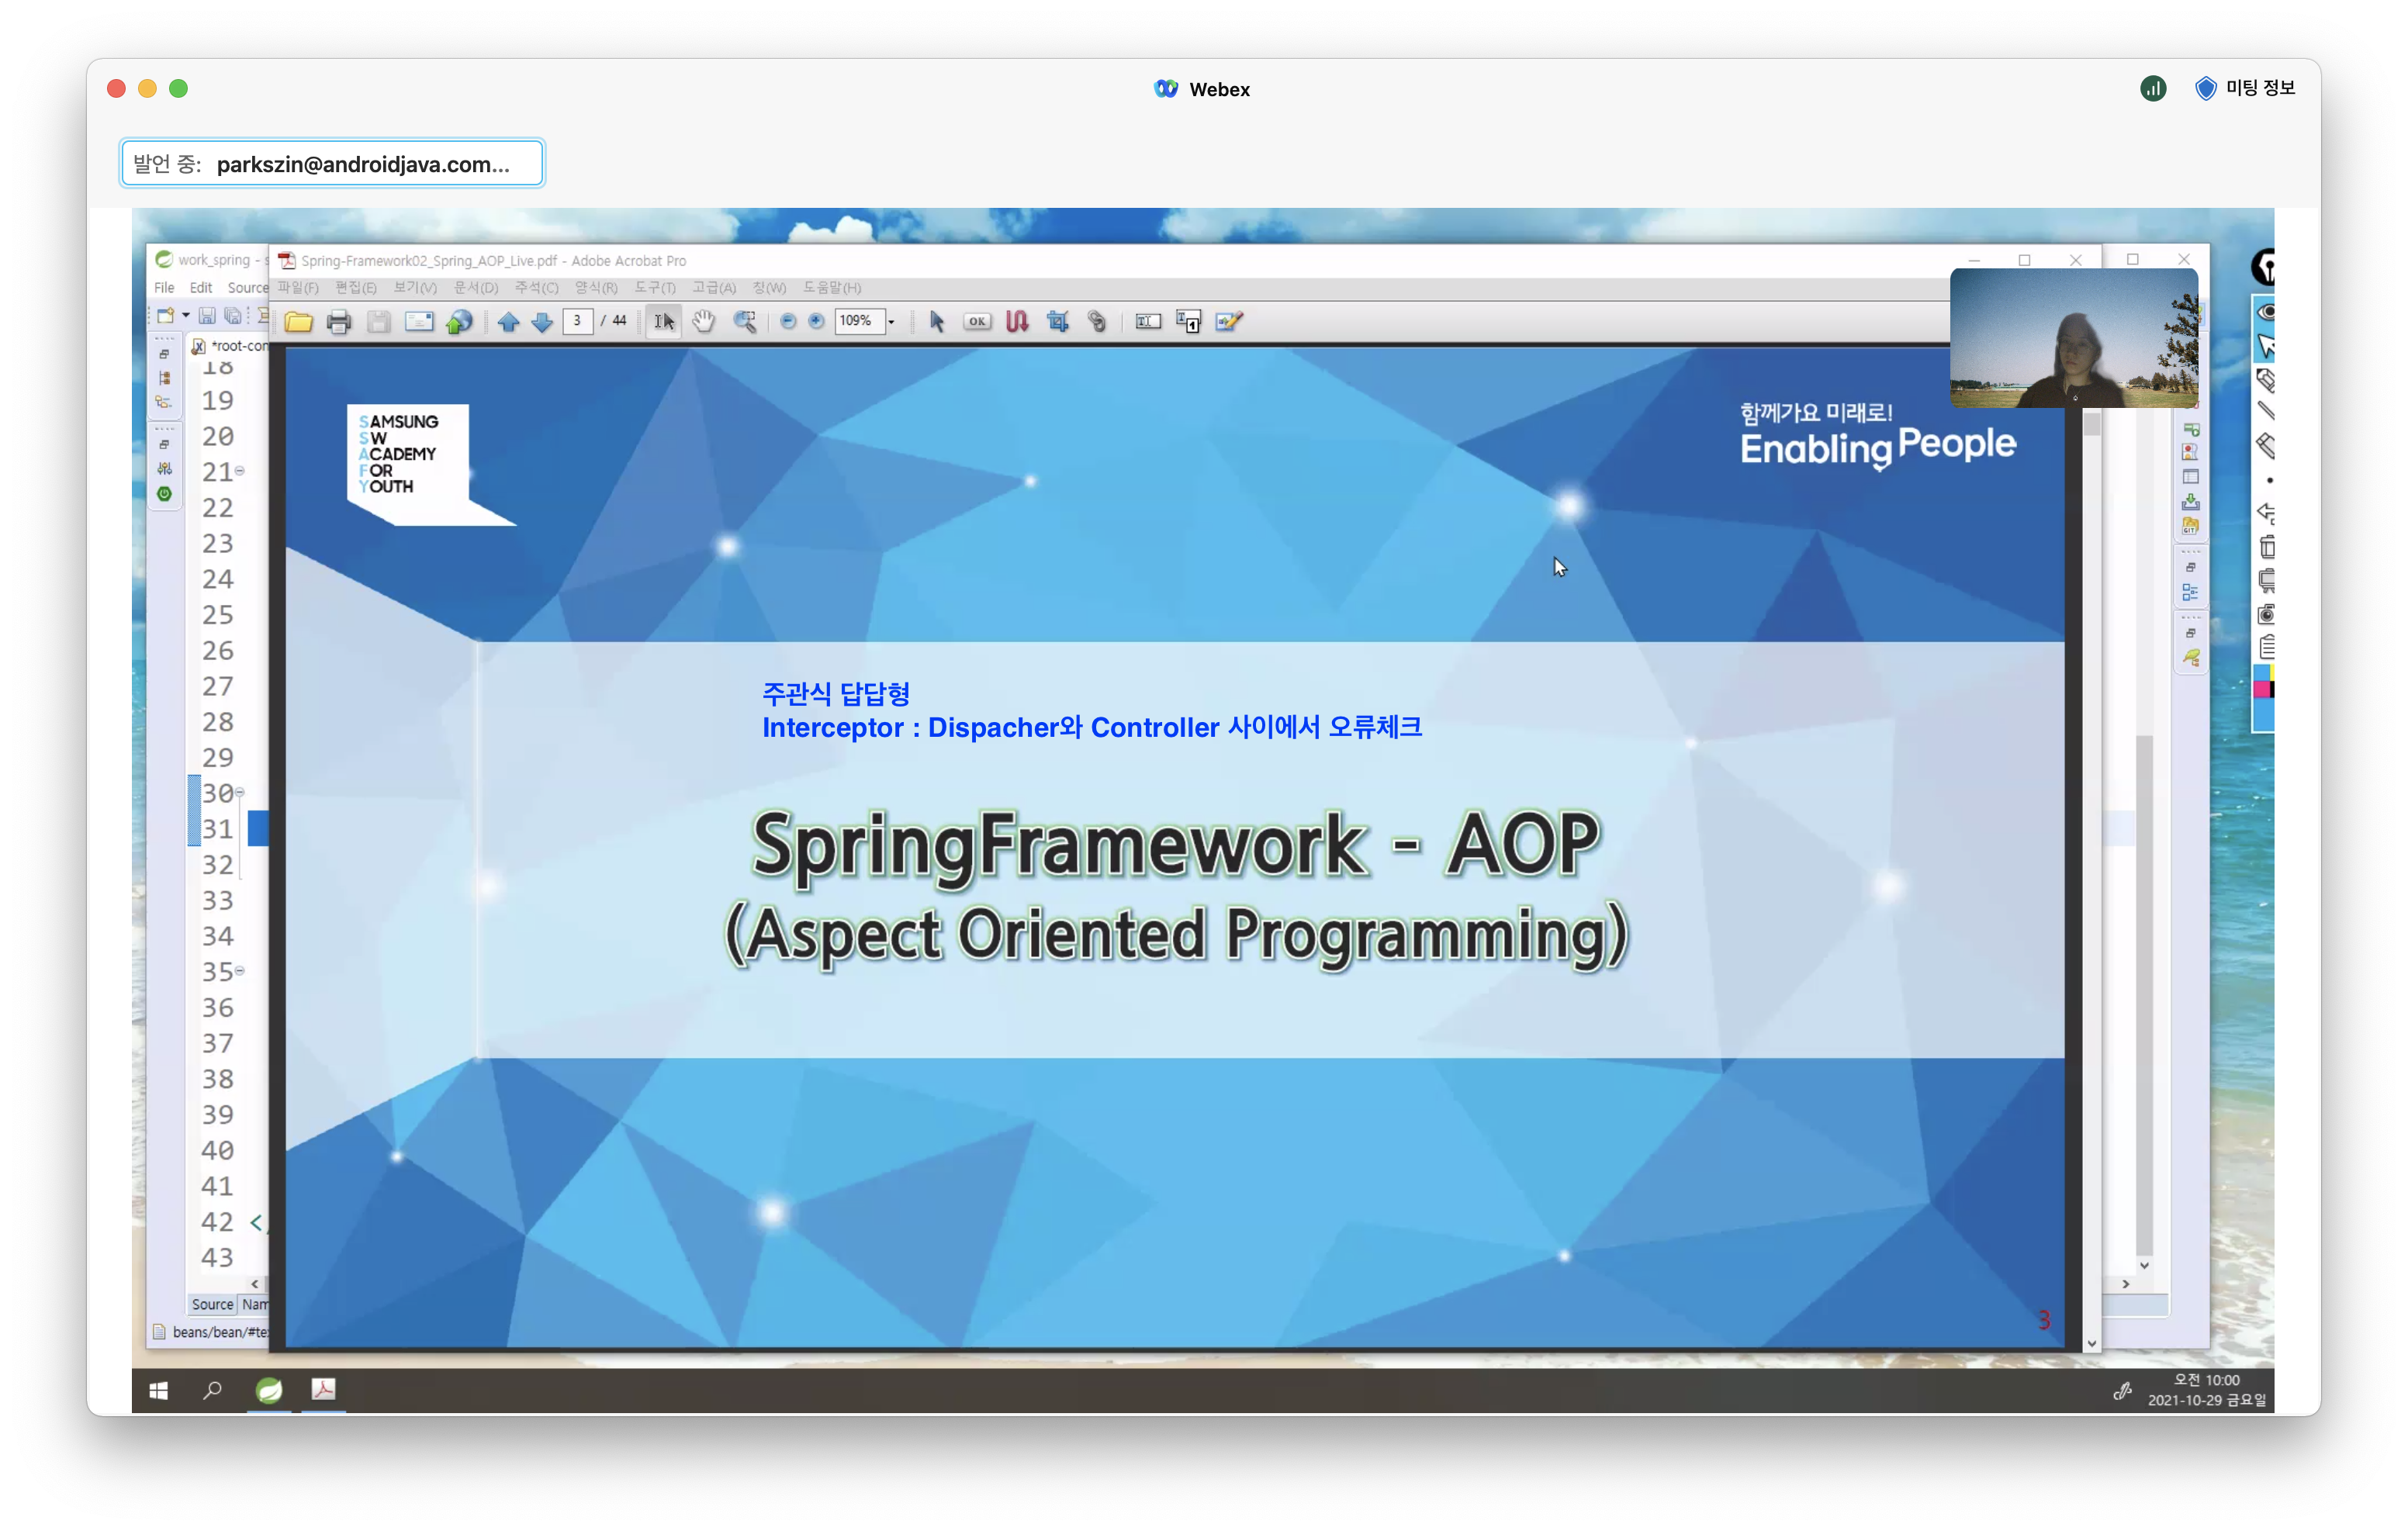 Webex
미팅 정보
발언 중: parkszin@androidjava.com...
work_spring - s
Spring-Framework02_Spring_AOP_Live.pdf - Adobe Acrobat Pro
File Edit Source
파일(F) 편집(E) 보기(V) 문서(D) 주석(C) 양식(R) 도구(T) 고급(A) 창(W) 도움말(H)
3 / 44
OK
109%
*root-con
18
19
20
21
22
23
24
25
26
27
28
29
30
31
32
33
34
35
36
37
38
39
40
41
42 <
43
SAMSUNG
SW
ACADEMY
FOR
YOUTH
함께가요 미래로!
Enabling People
주관식 답답형
Interceptor : Dispacher와 Controller 사이에서 오류체크
SpringFramework - AOP
(Aspect Oriented Programming)
3
Source Nam
beans/bean/#te
GIT
오전 10:00
2021-10-29 금요일